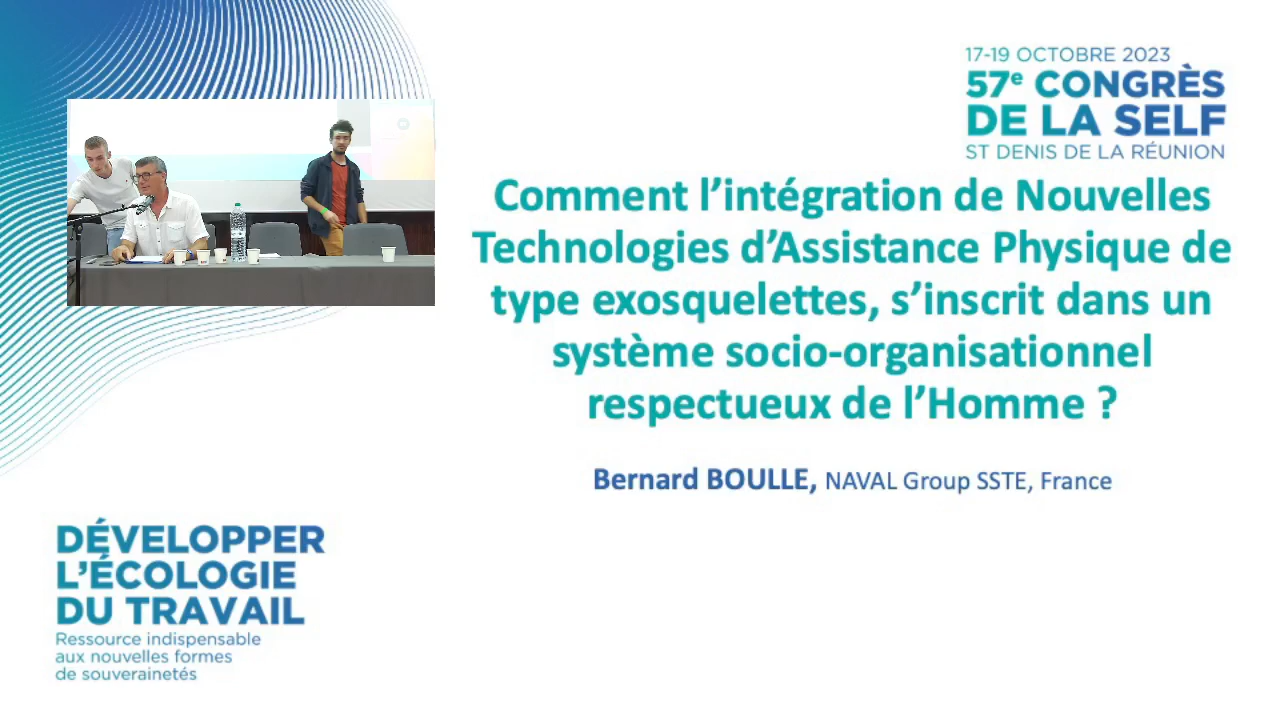 17-19 OCTOBRE 2023
57e CONGRÈS
DE LA SELF
ST DENIS DE LA RÉUNION
Comment l’intégration de Nouvelles
Technologies d’Assistance Physique de
type exosquelettes, s’inscrit dans un
système socio-organisationnel
respectueux de l’Homme ?
Bernard BOULLE, NAVAL Group SSTE, France
DÉVELOPPER
L’ÉCOLOGIE
DU TRAVAIL
Ressource indispensable
aux nouvelles formes
de souverainetés